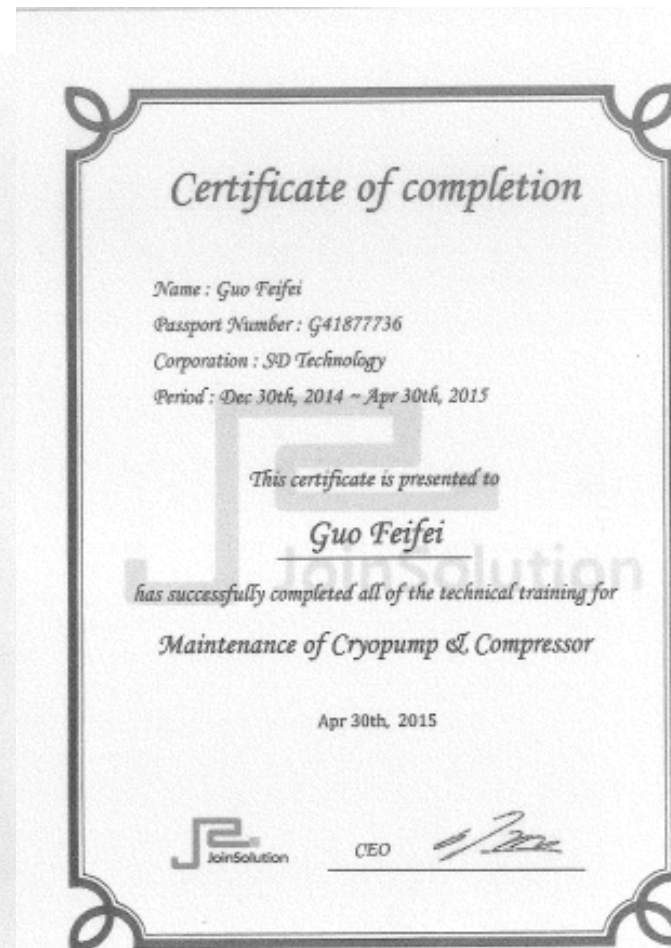 Certificate of completion
Name : Guo Feifei
Passport Number : G41877736
Corporation : SD Technology
Period : Dec 30th, 2014 ~ Apr 30th, 2015
This certificate is presented to
Guo Feifei
JoinSolution
has successfully completed all of the technical training for
Maintenance of Cryopump & Compressor
Apr 30th, 2015
JoinSolution
CEO